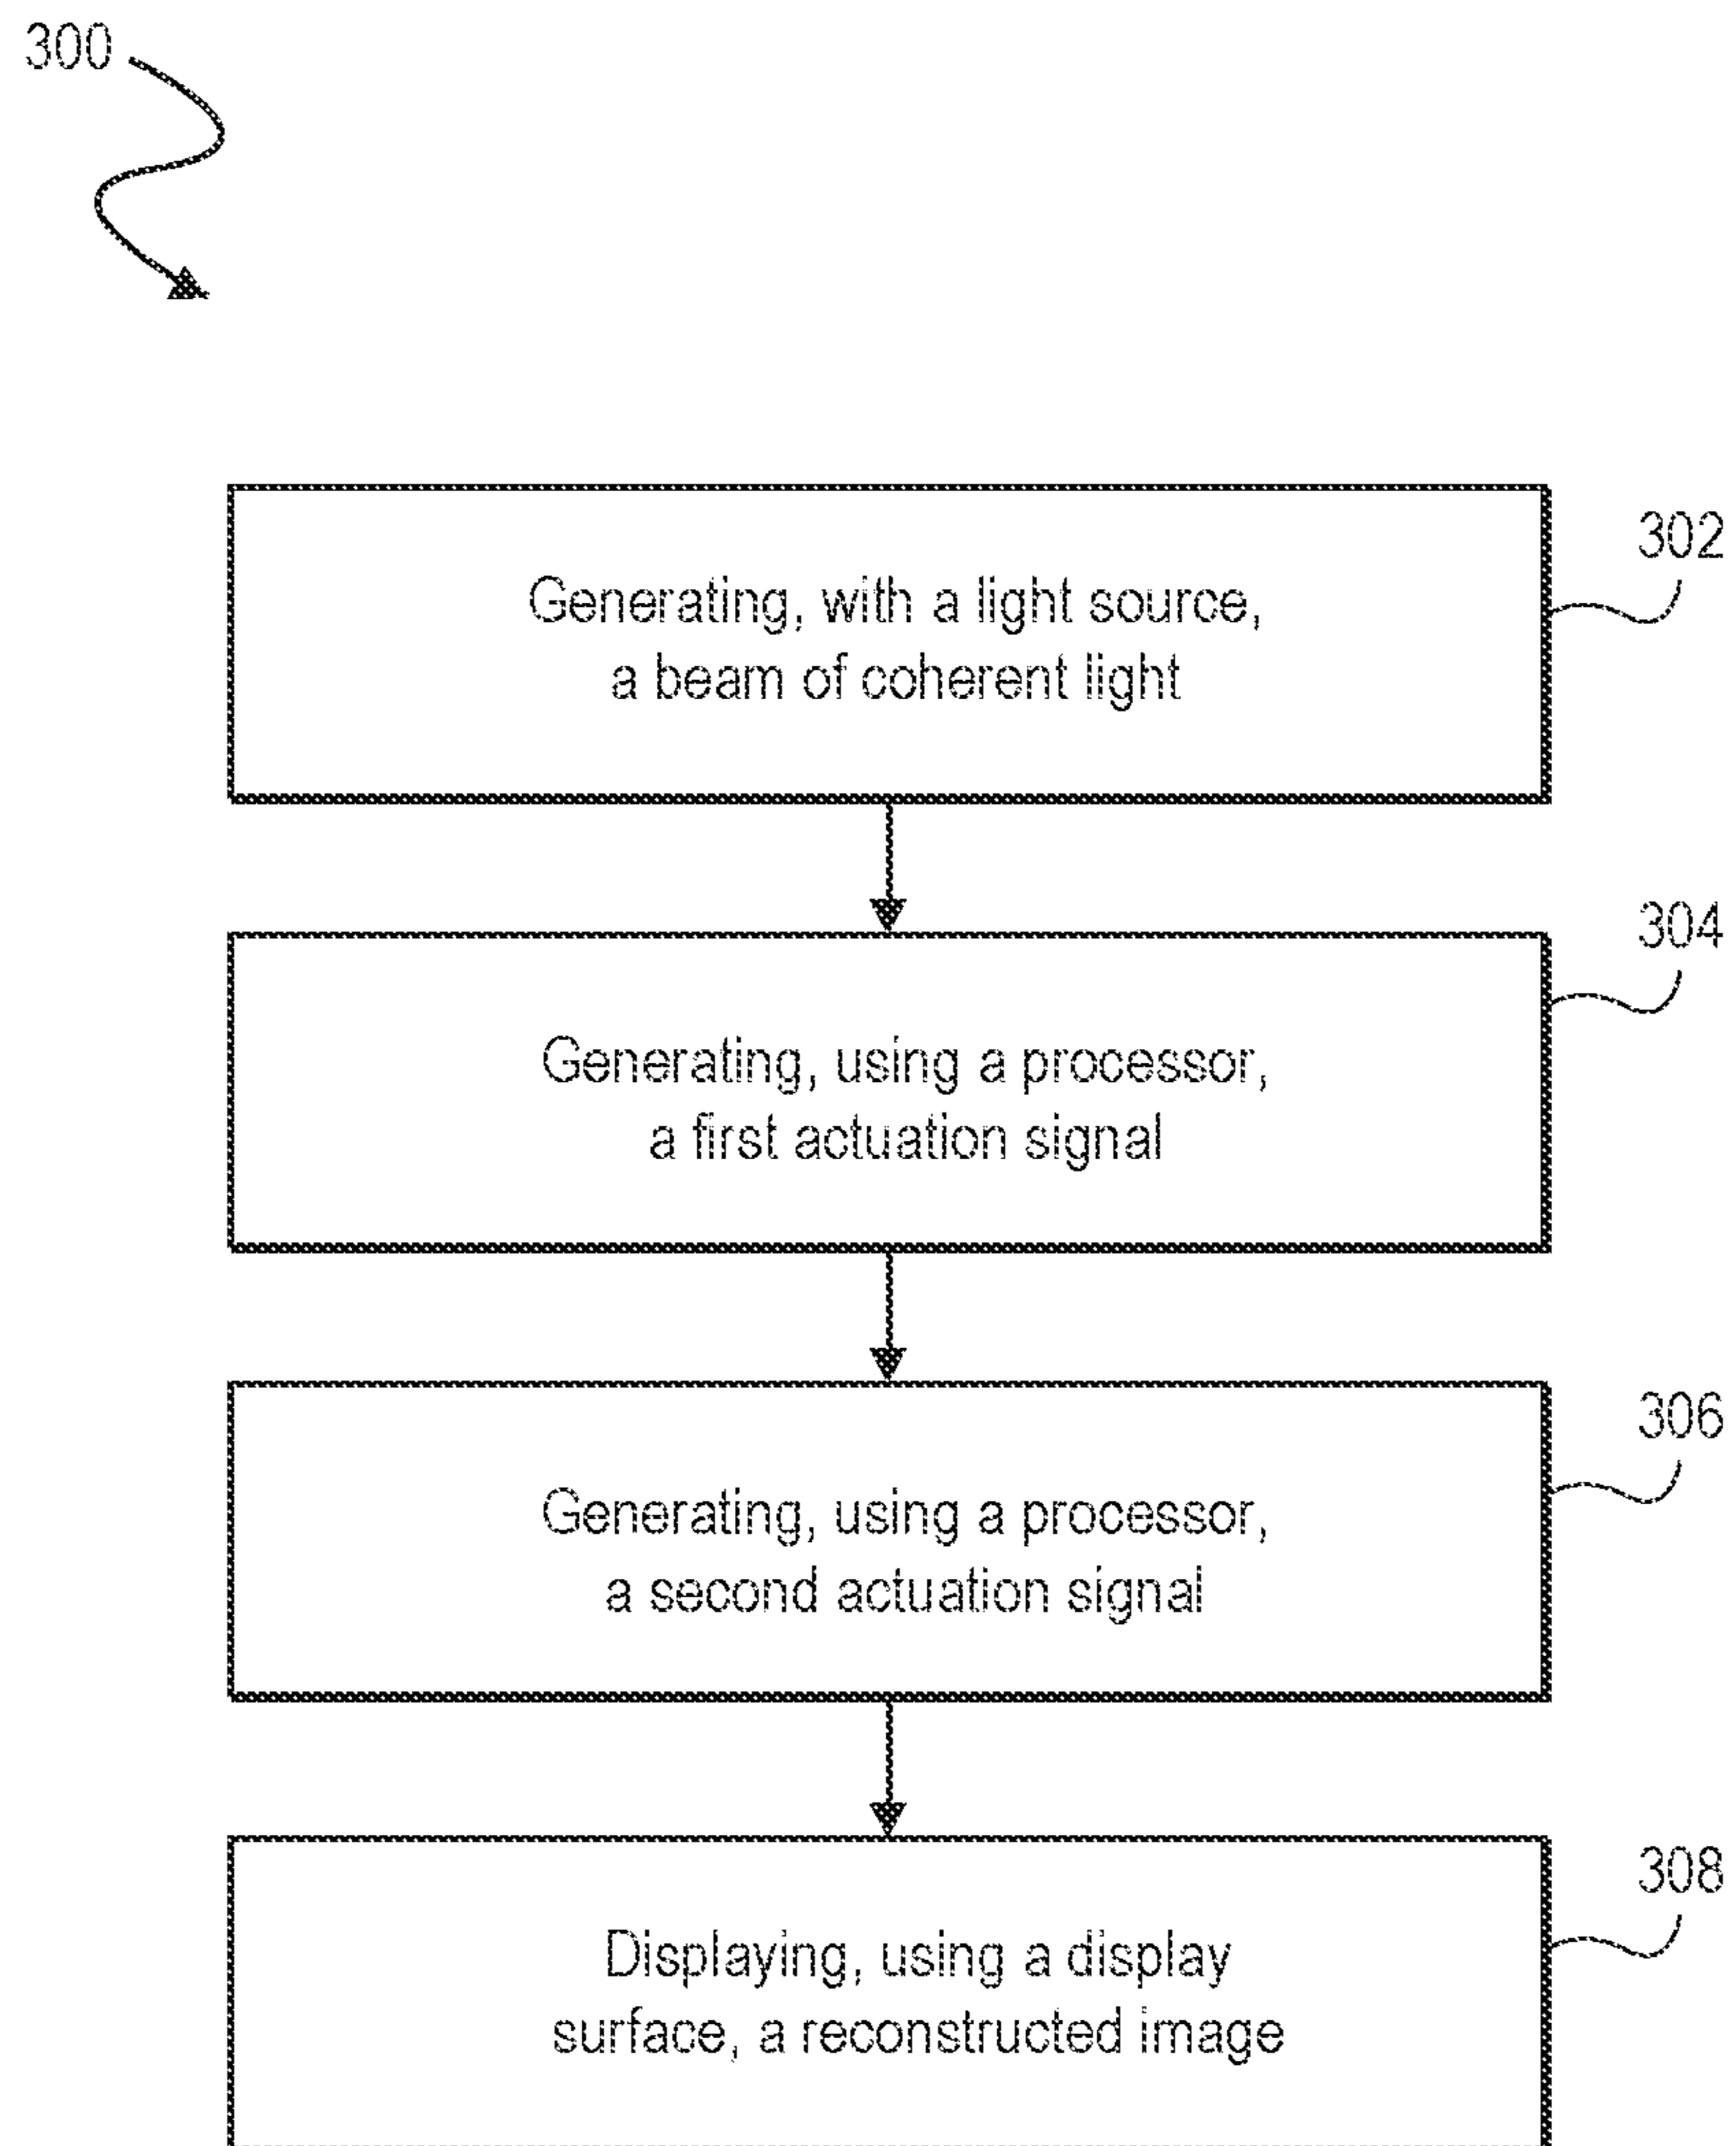 300
302
Generating, with a light source,
a beam of coherent light
304
Generating, using a processor,
a first actuation signal
306
Generating, using a processor,
a second actuation signal
308
Displaying, using a display
surface, a reconstructed image